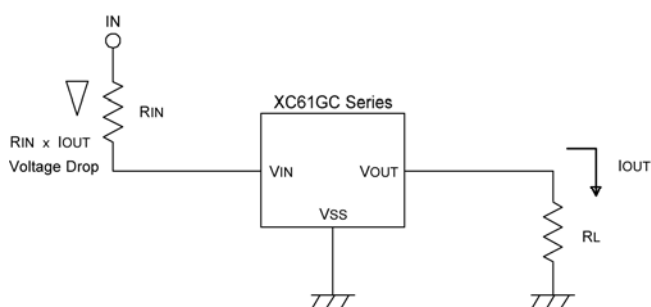 IN
RIN
RIN x IOUT
Voltage Drop
XC61GC Series
VIN
VOUT
VSS
IOUT
RL